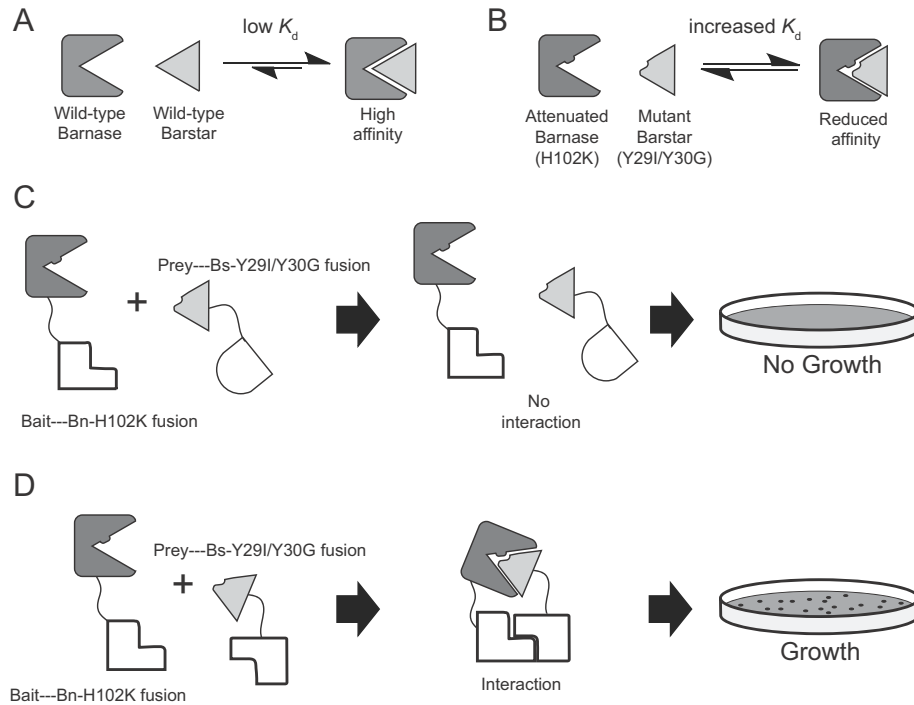 A
low Kd
Wild-type
Barnase
Wild-type
Barstar
High
affinity
B
increased Kd
Attenuated
Barnase
(H102K)
Mutant
Barstar
(Y29I/Y30G)
Reduced
affinity
C
Prey---Bs-Y29I/Y30G fusion
+
Bait---Bn-H102K fusion
No
interaction
No Growth
D
Prey---Bs-Y29I/Y30G fusion
+
Bait---Bn-H102K fusion
Interaction
Growth